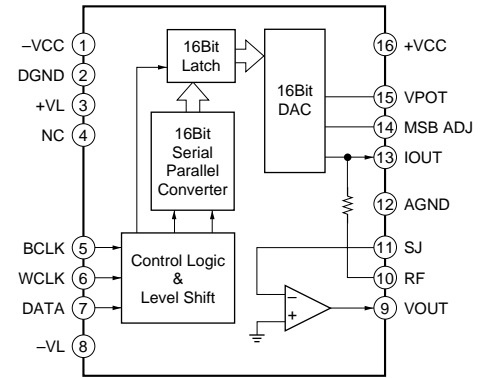 –VCC 1
DGND 2
+VL 3
NC 4
BCLK 5
WCLK 6
DATA 7
–VL 8
16Bit
Latch
16Bit
Serial
Parallel
Converter
Control Logic
&
Level Shift
16Bit
DAC
–
+
16 +VCC
15 VPOT
14 MSB ADJ
13 IOUT
12 AGND
11 SJ
10 RF
9 VOUT